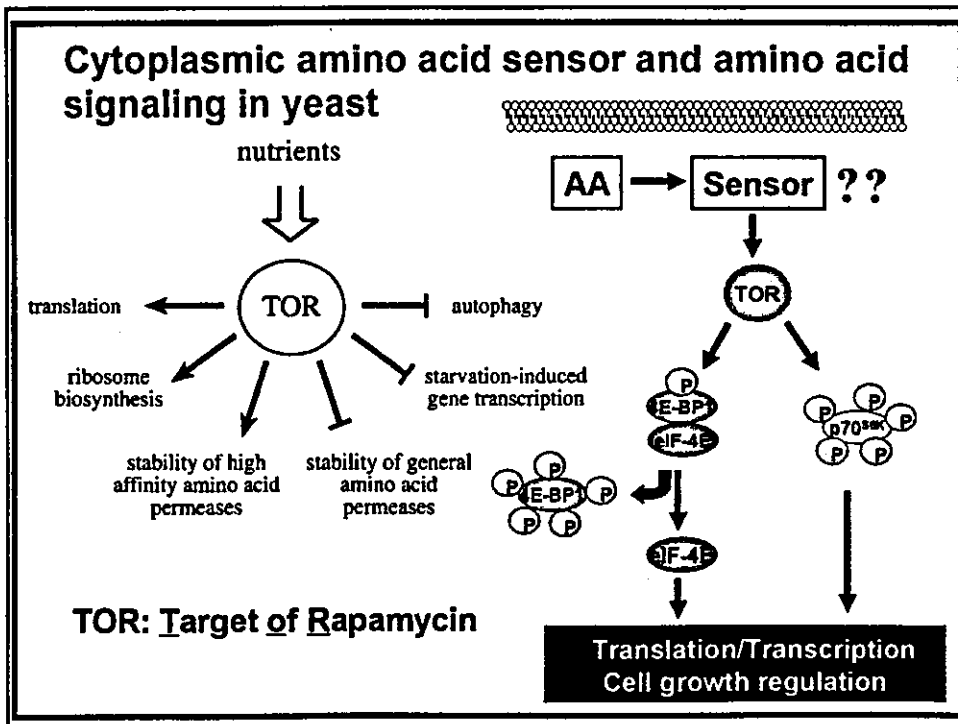 Cytoplasmic amino acid sensor and amino acid
signaling in yeast
nutrients
TOR
translation
ribosome
biosynthesis
stability of high
affinity amino acid
permeases
stability of general
amino acid
permeases
starvation-induced
gene transcription
autophagy
AA
Sensor
? ?
TOR
P
4E-BP1
eIF-4E
P
P
4E-BP1
P
P
P
eIF-4E
P
P
p70S6K
P
P
P
TOR: Target of Rapamycin
Translation/Transcription
Cell growth regulation